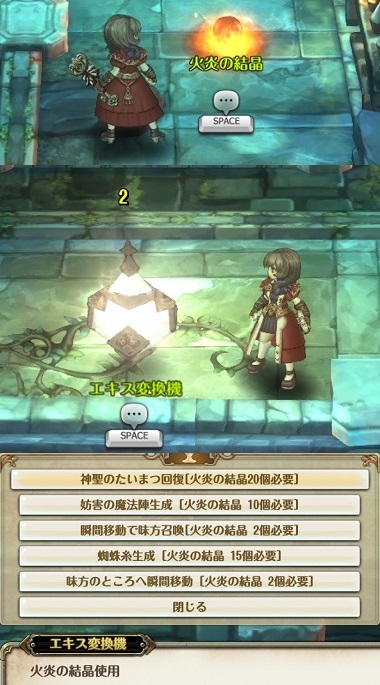 火炎の結晶
SPACE
2
エキス変換機
SPACE
神聖のたいまつ回復[火炎の結晶20個必要]
妨害の魔法陣生成 [火炎の結晶 10個必要]
瞬間移動で味方召喚[火炎の結晶 2個必要]
蜘蛛糸生成 [火炎の結晶 15個必要]
味方のところへ瞬間移動 [火炎の結晶 2個必要]
閉じる
エキス変換機
火炎の結晶使用